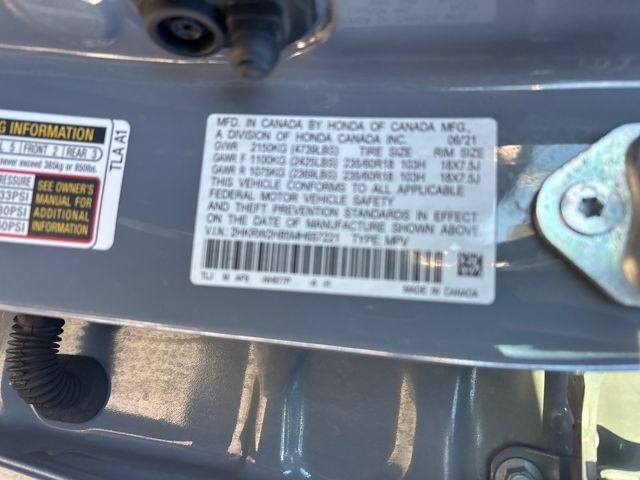 G INFORMATION
L 5 | FRONT 2 | REAR 3
never exceed 385kg or 850lbs.
PRESSURE
33PSI
30PSI
60PSI
SEE OWNER'S
MANUAL FOR
ADDITIONAL
INFORMATION
TLA A1
MFD. IN CANADA BY HONDA OF CANADA MFG.,
A DIVISION OF HONDA CANADA INC. 06/21
GVWR 2150KG (4739LBS) TIRE SIZE RIM SIZE
GAWR F 1100KG (2425LBS) 235/60R18 103H 18X7.5J
GAWR R 1075KG (2369LBS) 235/60R18 103H 18X7.5J
THIS VEHICLE CONFORMS TO ALL APPLICABLE
FEDERAL MOTOR VEHICLE SAFETY
AND THEFT PREVENTION STANDARDS IN EFFECT
ON THE DATE OF MANUFACTURE SHOWN ABOVE.
V.I.N.: TYPE: MPV
TLJ
MADE IN CANADA